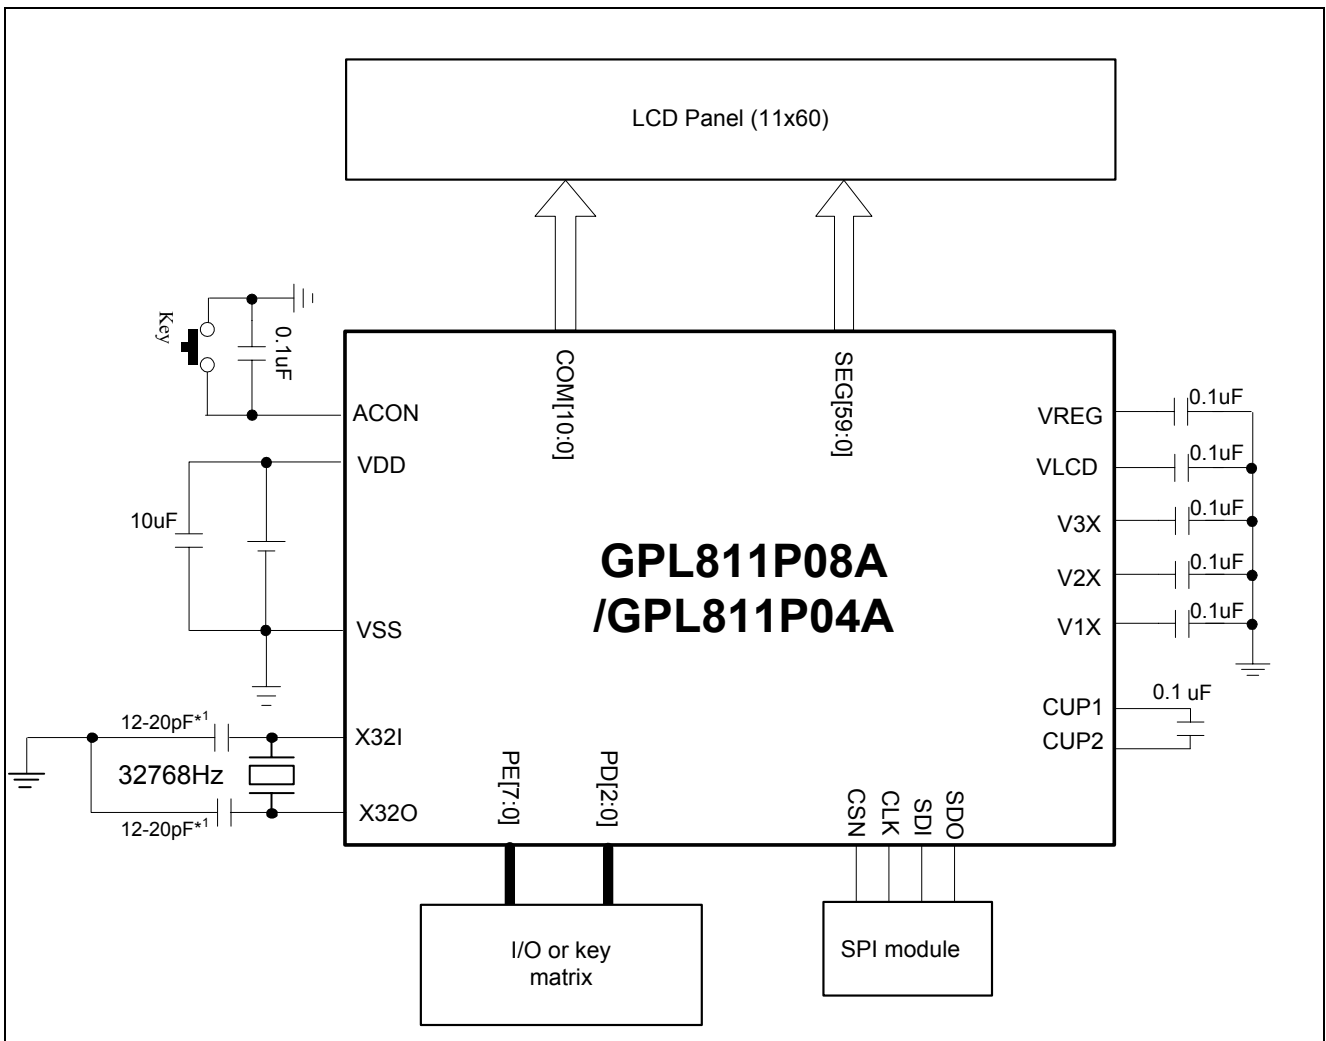 LCD Panel (11x60)
Key
0.1uF
COM[10:0]
SEG[59:0]
ACON
VDD
10uF
VSS
12-20pF*1
X32I
32768Hz
X32O
12-20pF*1
GPL811P08A
/GPL811P04A
VREG
0.1uF
VLCD
0.1uF
V3X
0.1uF
V2X
0.1uF
V1X
0.1uF
0.1 uF
CUP1
CUP2
PE[7:0]
PD[2:0]
CSN
CLK
SDI
SDO
I/O or key
matrix
SPI module